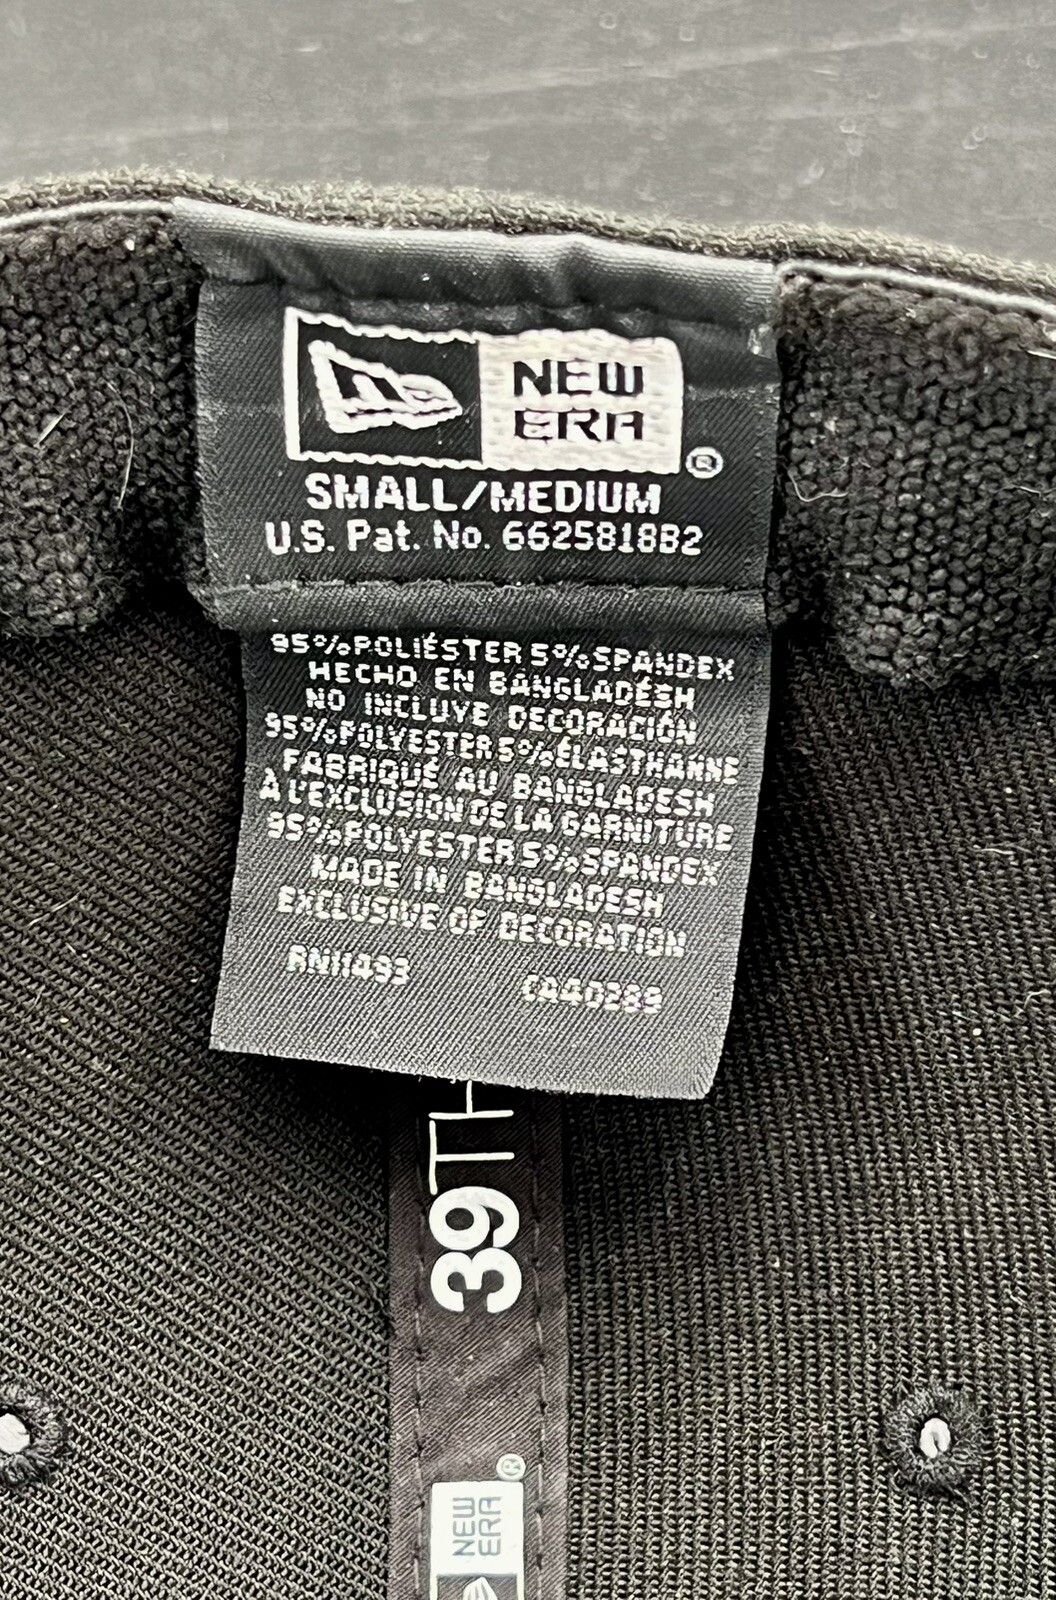 NEW
ERA
®
SMALL/MEDIUM
U.S. Pat. No. 6625818B2
95%POLIÉSTER 5%SPANDEX
HECHO EN BANGLADÉSH
NO INCLUYE DECORACIÓN
95%POLYESTER 5%ÉLASTHANNE
FABRIQUÉ AU BANGLADESH
À L'EXCLUSION DE LA GARNITURE
95%POLYESTER 5%SPANDEX
MADE IN BANGLADESH
EXCLUSIVE OF DECORATION
RN11493 CA40289
39TH
NEW
ERA
®